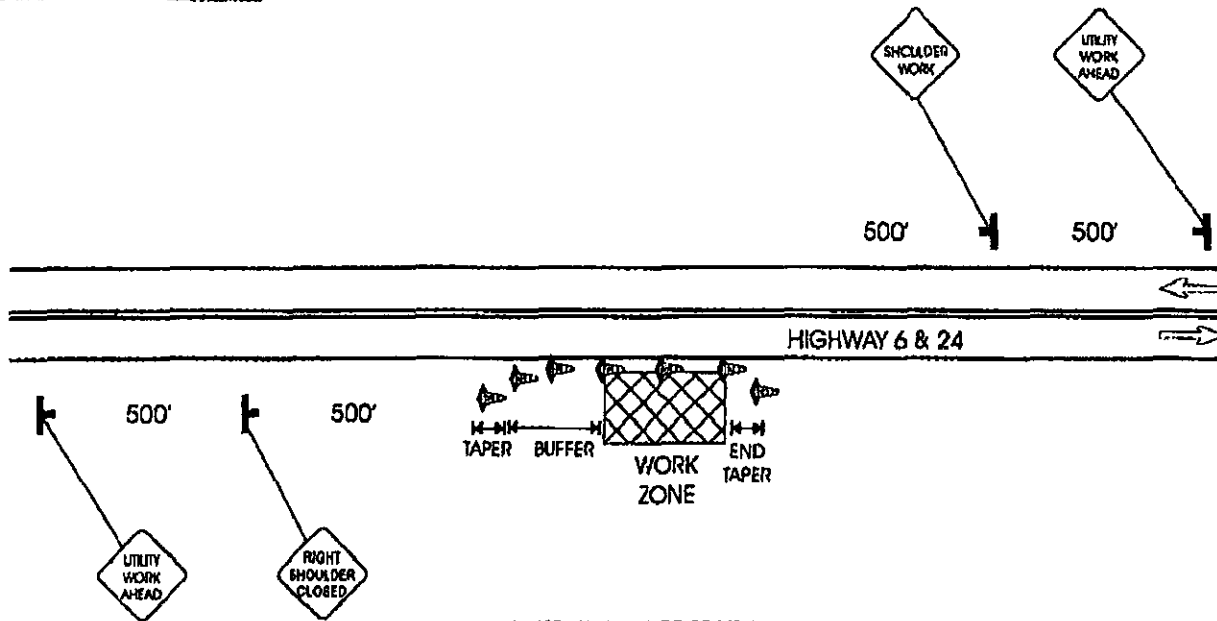 SHOULDER
WORK
UTILITY
WORK
AHEAD
500'
500'
HIGHWAY 6 & 24
500'
500'
TAPER
BUFFER
WORK
ZONE
END
TAPER
UTILITY
WORK
AHEAD
RIGHT
SHOULDER
CLOSED